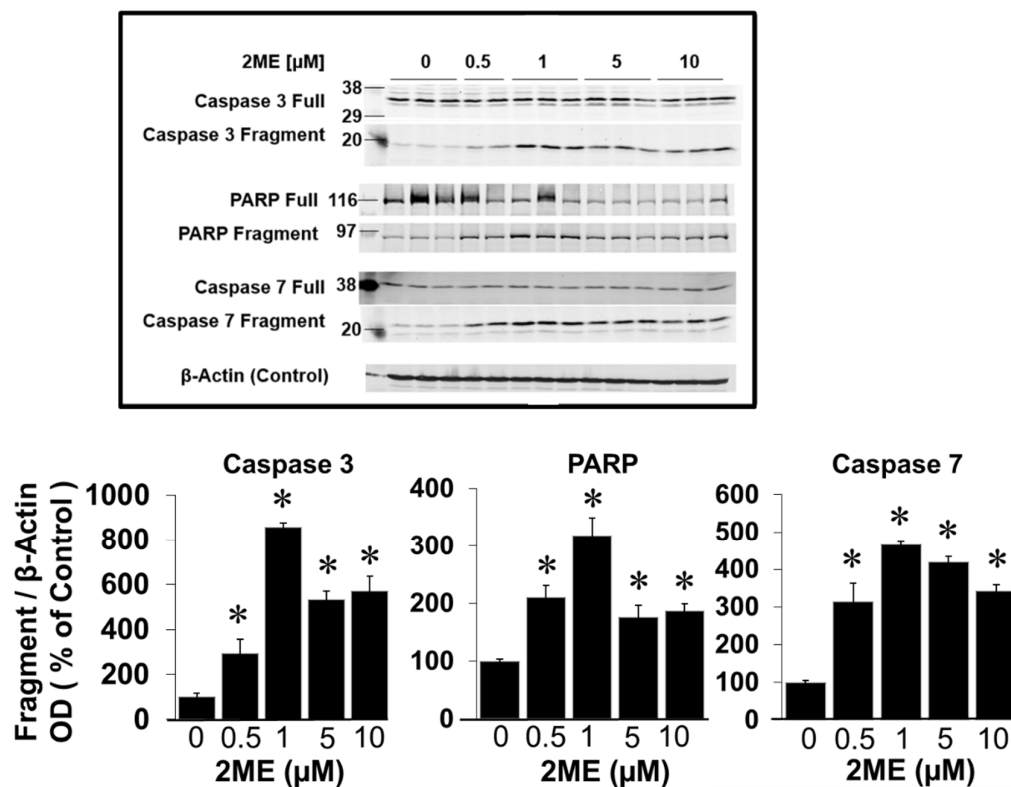 2ME [µM] 0 0.5 1 5 10
Caspase 3 Full 38
29
Caspase 3 Fragment 20
PARP Full 116
PARP Fragment 97
Caspase 7 Full 38
Caspase 7 Fragment 20
β-Actin (Control)
Fragment / β-Actin
OD ( % of Control )
Caspase 3
1000
800
600
400
200
0
* * * *
0 0.5 1 5 10
2ME (µM)
PARP
400
300
200
100
0
* * * *
0 0.5 1 5 10
2ME (µM)
Caspase 7
600
500
400
300
200
100
0
* * * *
0 0.5 1 5 10
2ME (µM)